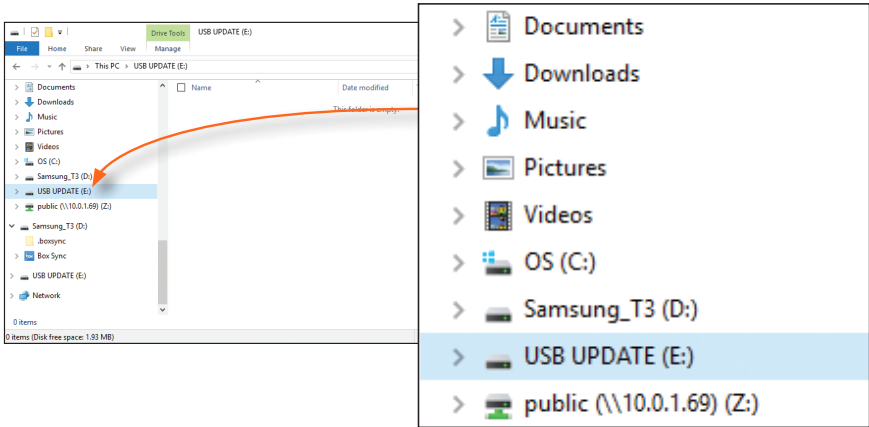 Drive Tools
USB UPDATE (E:)
File
Home
Share
View
Manage
This PC
USB UPDATE (E:)
Name
Date modified
This folder is empty.
Documents
Downloads
Music
Pictures
Videos
OS (C:)
Samsung_T3 (D:)
USB UPDATE (E:)
public (\\10.0.1.69) (Z:)
Samsung_T3 (D:)
.boxsync
Box Sync
USB UPDATE (E:)
Network
0 items
0 items (Disk free space: 1.93 MB)
Documents
Downloads
Music
Pictures
Videos
OS (C:)
Samsung_T3 (D:)
USB UPDATE (E:)
public (\\10.0.1.69) (Z:)